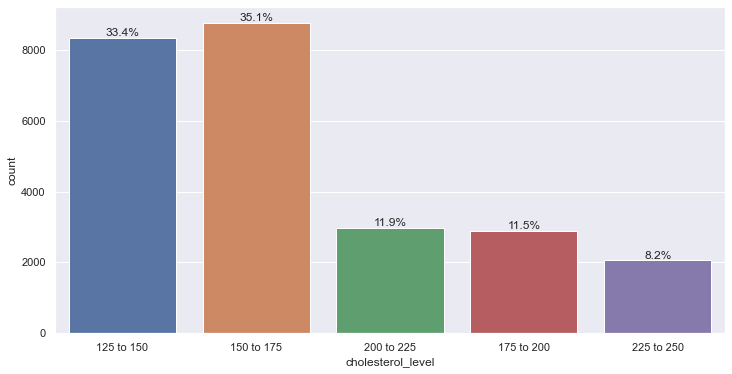 35.1%
33.4%
8000
6000
count
4000
11.9%
11.5%
8.2%
2000
0
125 to 150
150 to 175
200 to 225
175 to 200
225 to 250
cholesterol_level